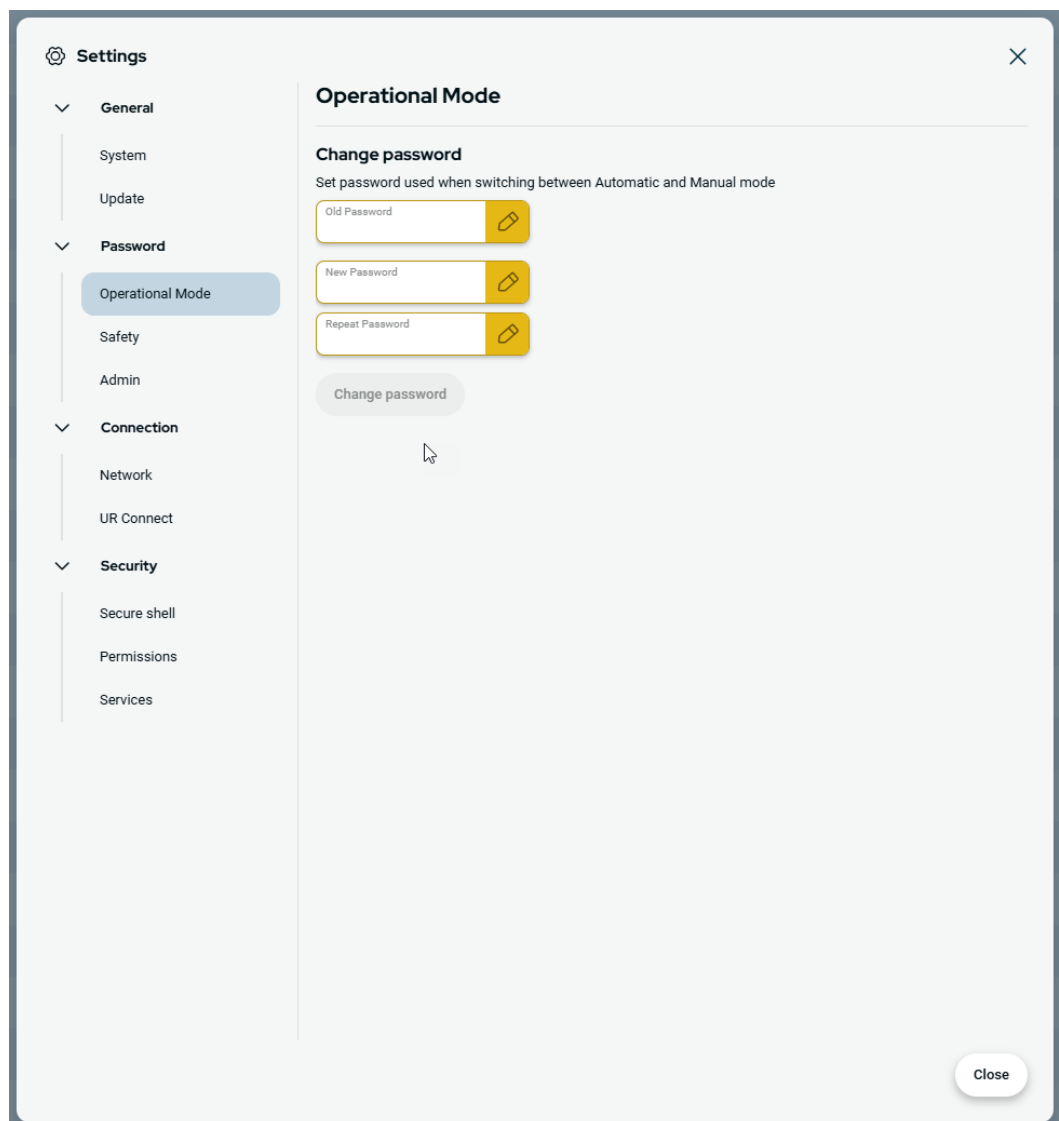 Settings
General
System
Update
Password
Operational Mode
Safety
Admin
Connection
Network
UR Connect
Security
Secure shell
Permissions
Services
Operational Mode
Change password
Set password used when switching between Automatic and Manual mode
Old Password
New Password
Repeat Password
Change password
Close